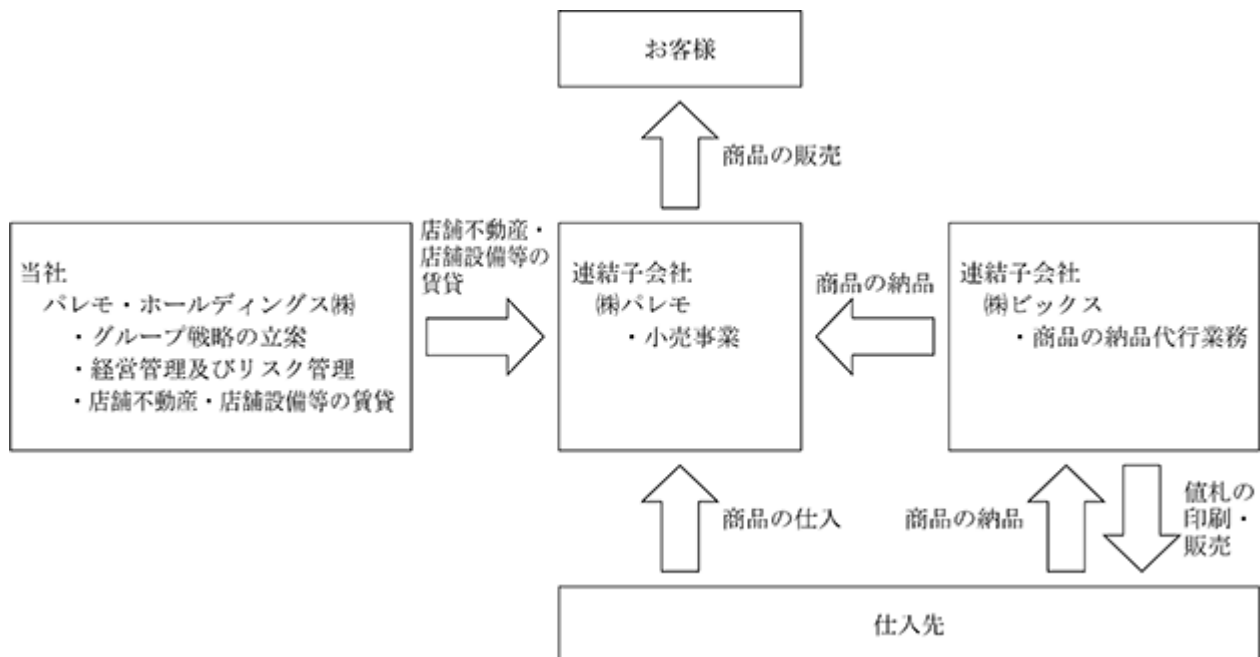 お客様
商品の販売
当社
パレモ・ホールディングス㈱
・グループ戦略の立案
・経営管理及びリスク管理
・店舗不動産・店舗設備等の賃貸
店舗不動産・
店舗設備等の
賃貸
連結子会社
㈱パレモ
・小売事業
商品の納品
連結子会社
㈱ビックス
・商品の納品代行業務
商品の仕入
商品の納品
値札の
印刷・
販売
仕入先